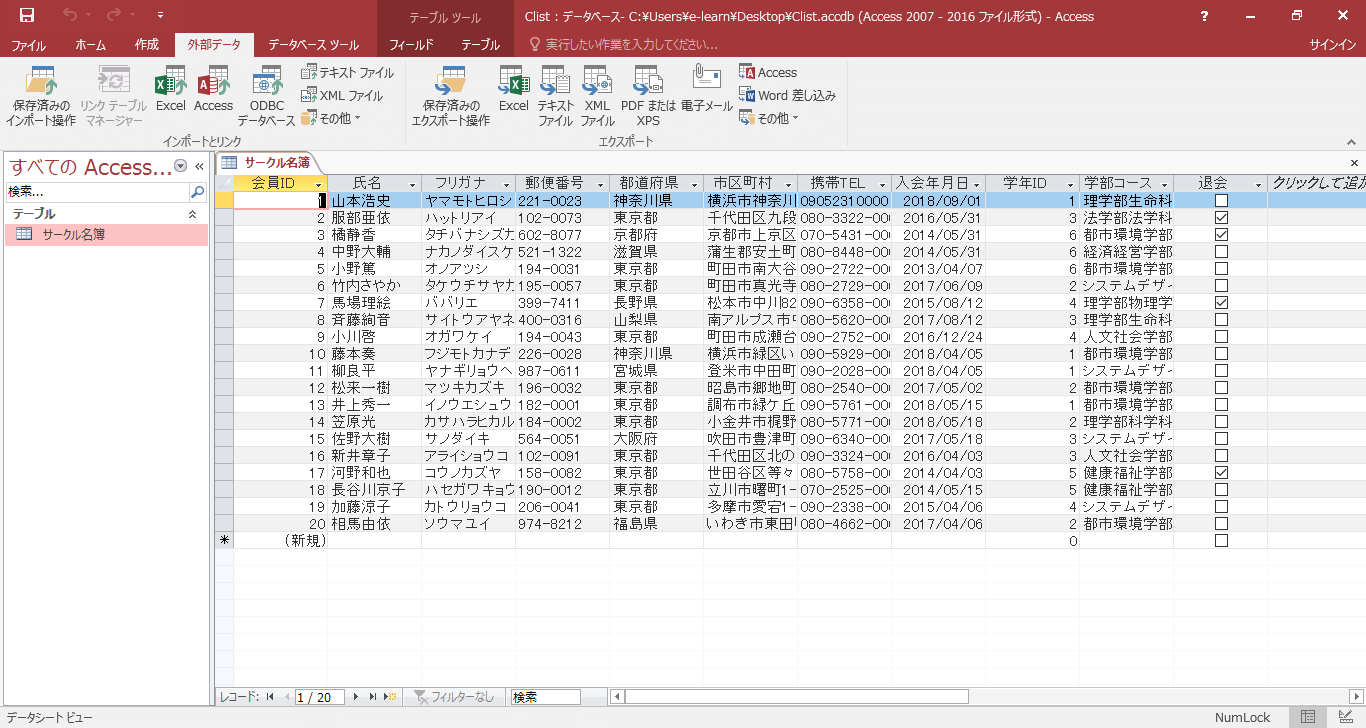 テーブル ツール
Clist : データベース- C:¥Users¥e-learn¥Desktop¥Clist.accdb (Access 2007 - 2016 ファイル形式) - Access
?
ファイル ホーム 作成 外部データ データベース ツール フィールド テーブル 実行したい作業を入力してください... サインイン
保存済みの インポート操作
リンク テーブル マネージャー
Excel
Access
ODBC データベース
テキスト ファイル
XML ファイル
その他
インポートとリンク
保存済みの エクスポート操作
Excel
テキスト ファイル
XML ファイル
PDF または XPS
電子メール
Access
Word 差し込み
その他
エクスポート
すべての Access...
検索...
テーブル
サークル名簿
サークル名簿
会員ID 氏名 フリガナ 郵便番号 都道府県 市区町村 携帯TEL 入会年月日 学年ID 学部コース 退会 クリックして追加
1 山本浩史 ヤマモトヒロシ 221-0023 神奈川県 横浜市神奈川 09052310000 2018/09/01 1 理学部生命科
2 服部亜依 ハットリアイ 102-0073 東京都 千代田区九段 080-3322-00 2016/05/31 3 法学部法学科
3 橘静香 タチバナシズカ 602-8077 京都府 京都市上京区 070-5431-00 2014/05/31 6 都市環境学部
4 中野大輔 ナカノダイスケ 521-1322 滋賀県 蒲生郡安土町 080-8448-00 2014/05/31 6 経済経営学部
5 小野篤 オノアツシ 194-0031 東京都 町田市南大谷 090-2722-00 2013/04/07 6 都市環境学部
6 竹内さやか タケウチサヤカ 195-0057 東京都 町田市真光寺 080-2729-00 2017/06/09 2 システムデザイ
7 馬場理絵 ババリエ 399-7411 長野県 松本市中川82 090-6358-00 2015/08/12 4 理学部物理学
8 斉藤絢音 サイトウアヤネ 400-0316 山梨県 南アルプス市 080-5620-00 2017/08/12 3 理学部生命科
9 小川啓 オガワケイ 194-0043 東京都 町田市成瀬台 090-2752-00 2016/12/24 4 人文社会学部
10 藤本奏 フジモトカナデ 226-0028 神奈川県 横浜市緑区い 090-5929-00 2018/04/05 1 都市環境学部
11 柳良平 ヤナギリョウヘ 987-0611 宮城県 登米市中田町 090-2028-00 2018/04/05 1 システムデザイ
12 松来一樹 マツキカズキ 196-0032 東京都 昭島市郷地町 080-2540-00 2017/05/02 2 都市環境学部
13 井上秀一 イノウエシュウ 182-0001 東京都 調布市緑ケ丘 090-5761-00 2018/05/15 1 都市環境学部
14 笠原光 カサハラヒカル 184-0002 東京都 小金井市梶野 080-5771-00 2018/05/18 2 理学部科学科
15 佐野大樹 サノダイキ 564-0051 大阪府 吹田市豊津町 090-6340-00 2017/05/18 3 システムデザイ
16 新井章子 アライショウコ 102-0091 東京都 千代田区北の 090-3324-00 2016/04/03 3 人文社会学部
17 河野和也 コウノカズヤ 158-0082 東京都 世田谷区等々 080-5758-00 2014/04/03 5 健康福祉学部
18 長谷川京子 ハセガワキョウ 190-0012 東京都 立川市曙町1- 070-2525-00 2014/05/15 5 健康福祉学部
19 加藤涼子 カトウリョウコ 206-0041 東京都 多摩市愛宕1- 090-2338-00 2015/04/06 4 システムデザイ
20 相馬由依 ソウマユイ 974-8212 福島県 いわき市東田 080-4662-00 2017/04/06 2 都市環境学部
* (新規) 0
レコード: 1 / 20 フィルターなし 検索
データシート ビュー NumLock